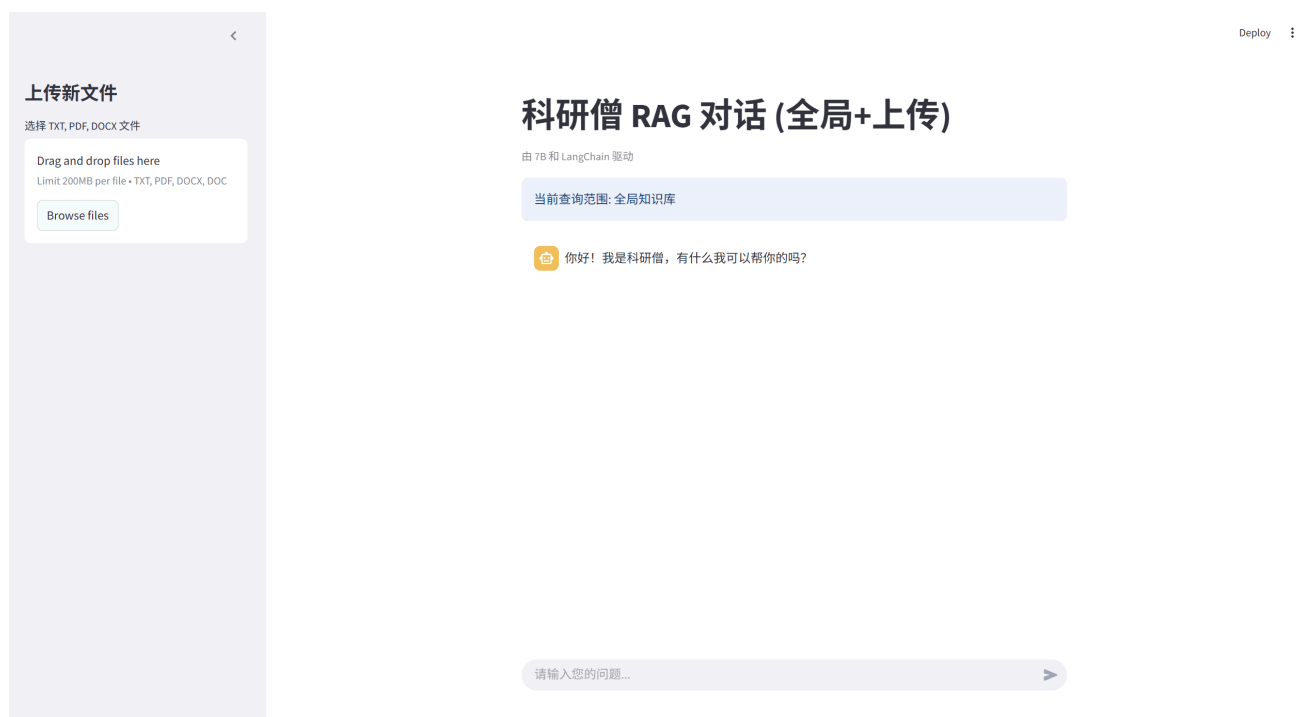 Deploy
上传新文件
选择 TXT, PDF, DOCX 文件
Drag and drop files here
Limit 200MB per file • TXT, PDF, DOCX, DOC
Browse files
科研僧 RAG 对话 (全局+上传)
由 7B 和 LangChain 驱动
当前查询范围: 全局知识库
你好！我是科研僧，有什么我可以帮你的吗？
请输入您的问题...